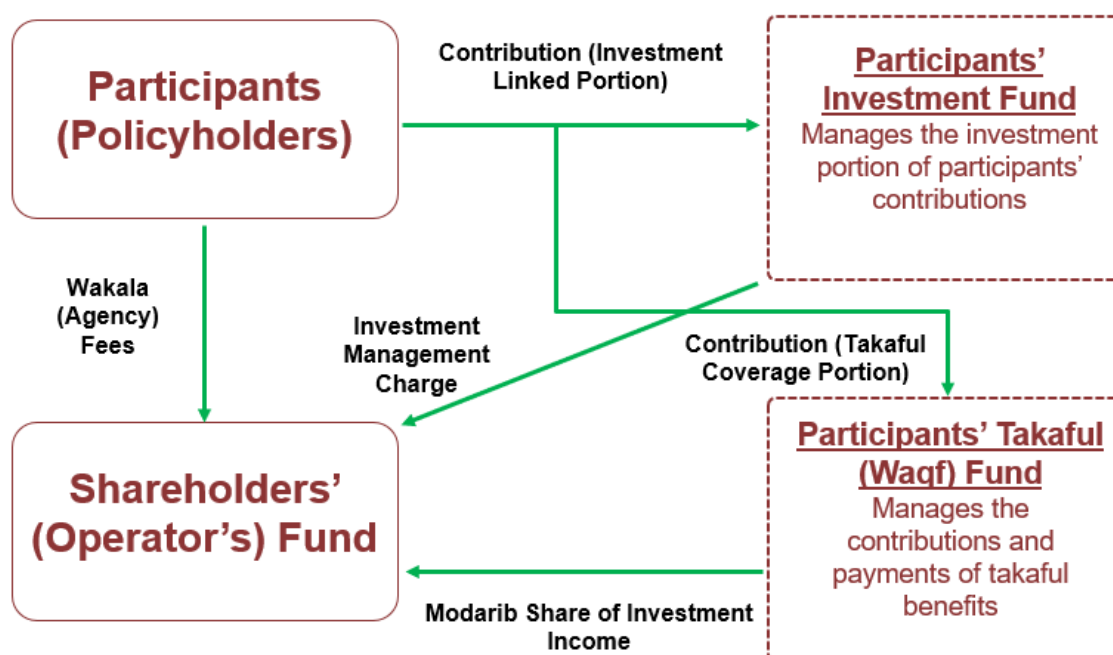 Participants
(Policyholders)
Contribution (Investment
Linked Portion)
Participants’
Investment Fund
Manages the investment
portion of participants’
contributions
Wakala
(Agency)
Fees
Investment
Management
Charge
Contribution (Takaful
Coverage Portion)
Shareholders’
(Operator’s) Fund
Participants’ Takaful
(Waqf) Fund
Manages the
contributions and
payments of takaful
benefits
Modarib Share of Investment
Income